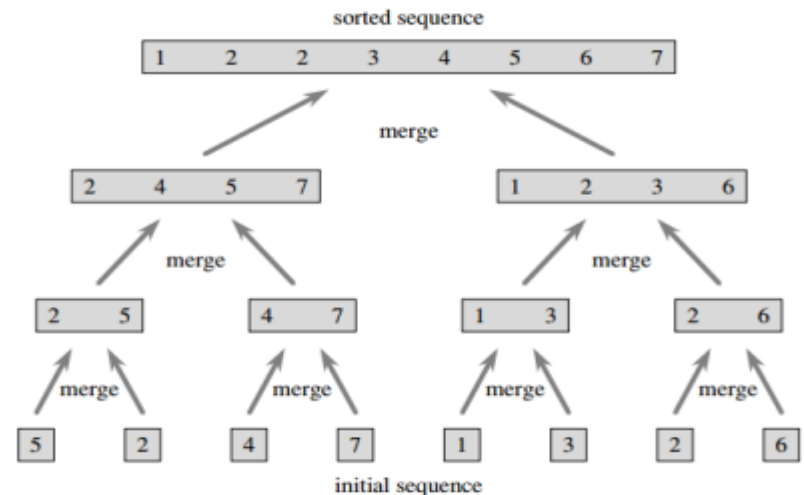 sorted sequence
1 2 2 3 4 5 6 7
merge
2 4 5 7 1 2 3 6
merge merge
2 5 4 7 1 3 2 6
merge merge merge merge
5 2 4 7 1 3 2 6
initial sequence